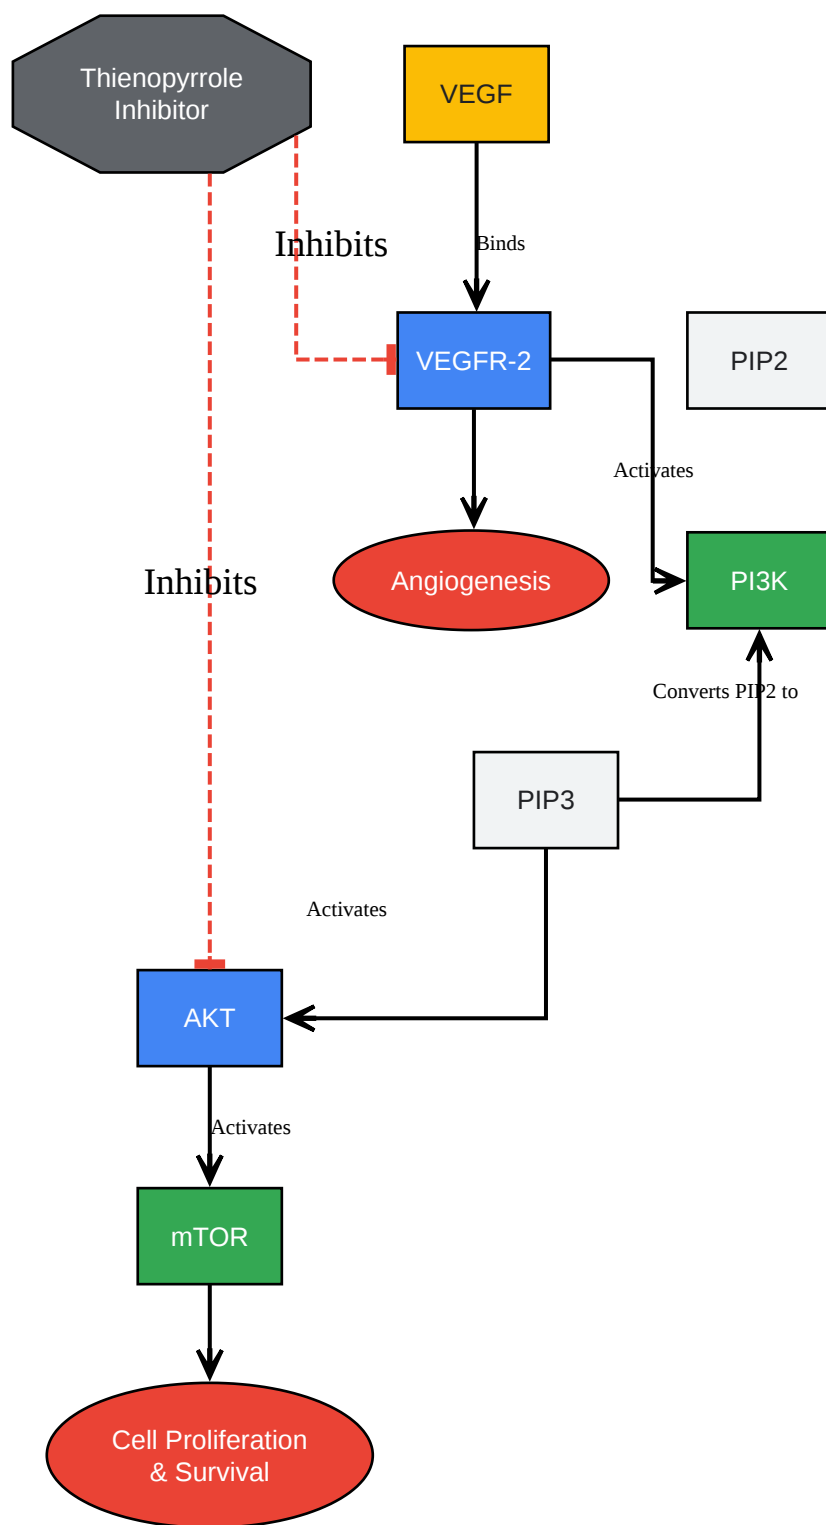 Thienopyrrole
Inhibitor
VEGF
Inhibits
Binds
VEGFR-2
PIP2
Activates
Angiogenesis
PI3K
Inhibits
Converts PIP2 to
PIP3
Activates
AKT
Activates
mTOR
Cell Proliferation
& Survival